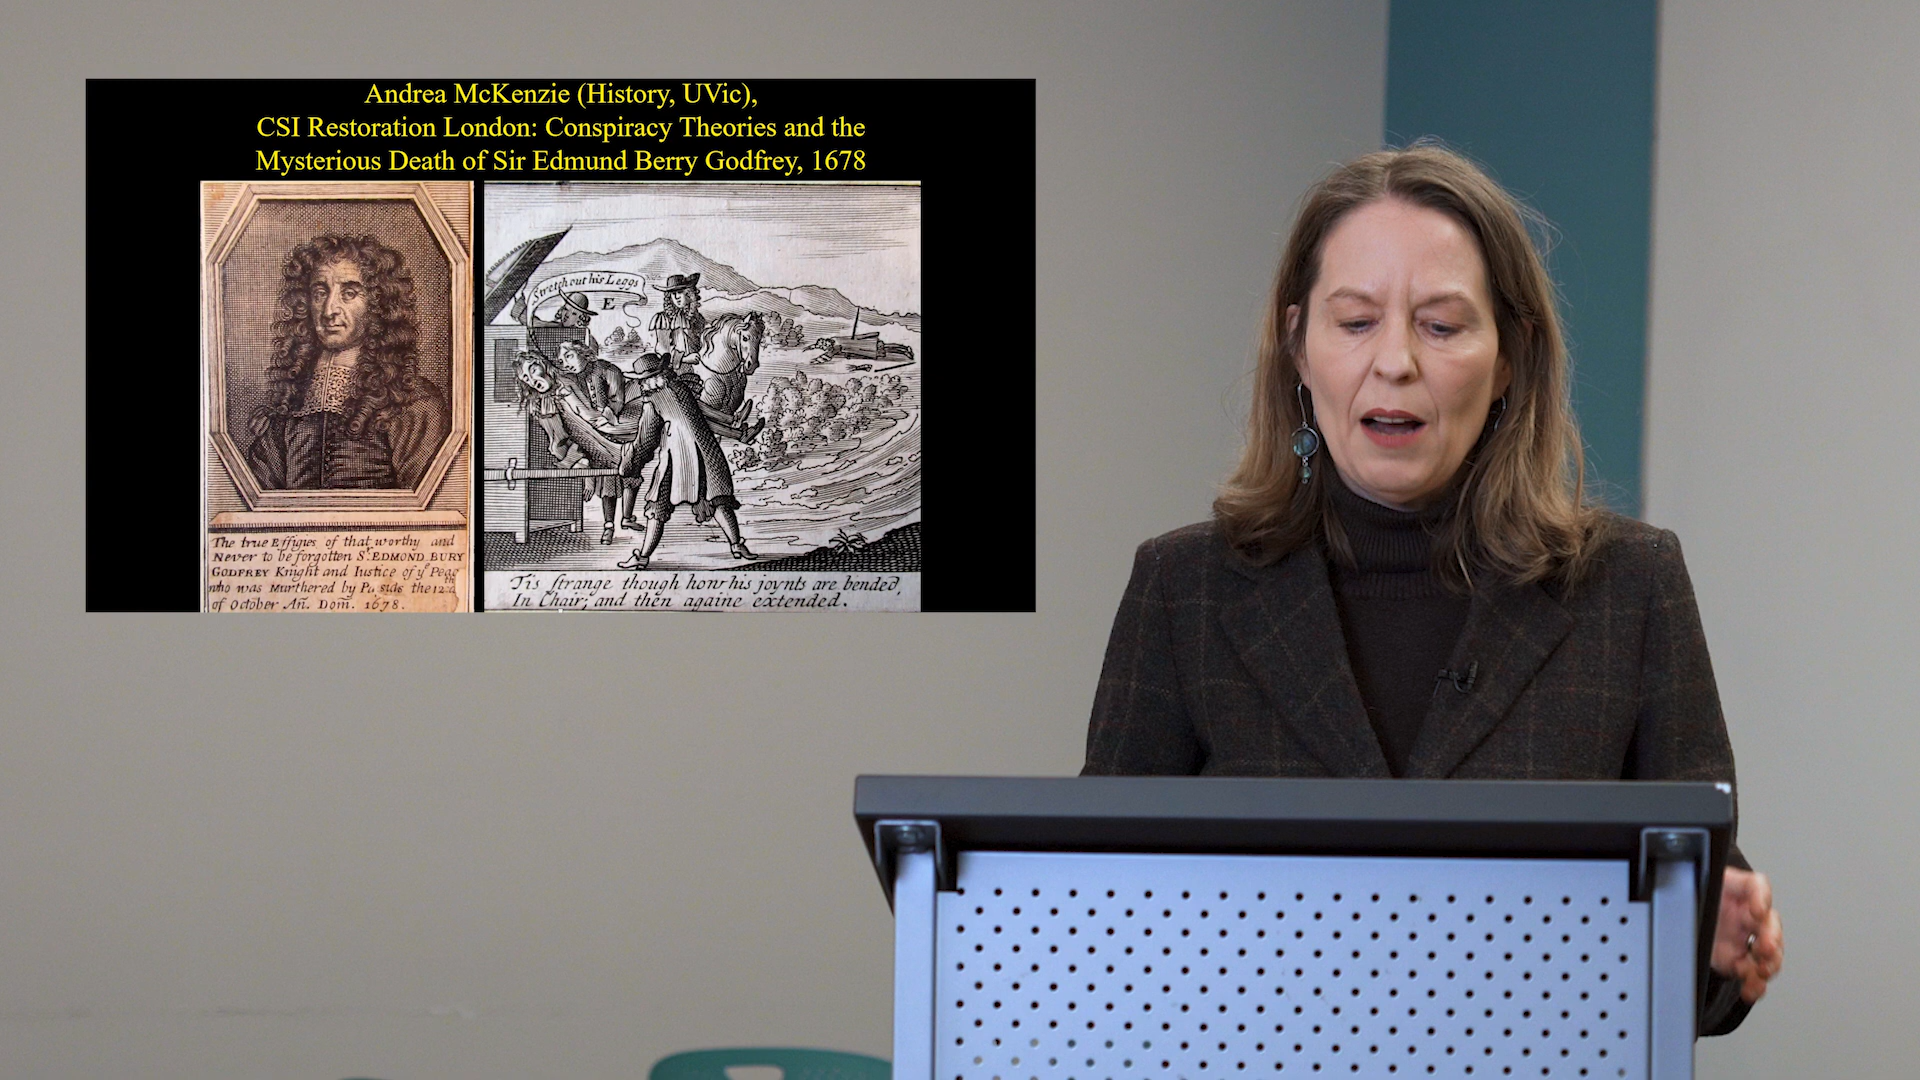 Andrea McKenzie (History, UVic),
CSI Restoration London: Conspiracy Theories and the
Mysterious Death of Sir Edmund Berry Godfrey, 1678
Stretch out his Leggs
E
The true Effigies of that worthy and
Never to be forgotten Sr. EDMOND BURY
GODFREY Knight and Iustice of ye
who was Murthered by the 12th
of October An. Dom. 1678.
Tis strange though how his joynts are bended,
In Chair; and then againe extended.